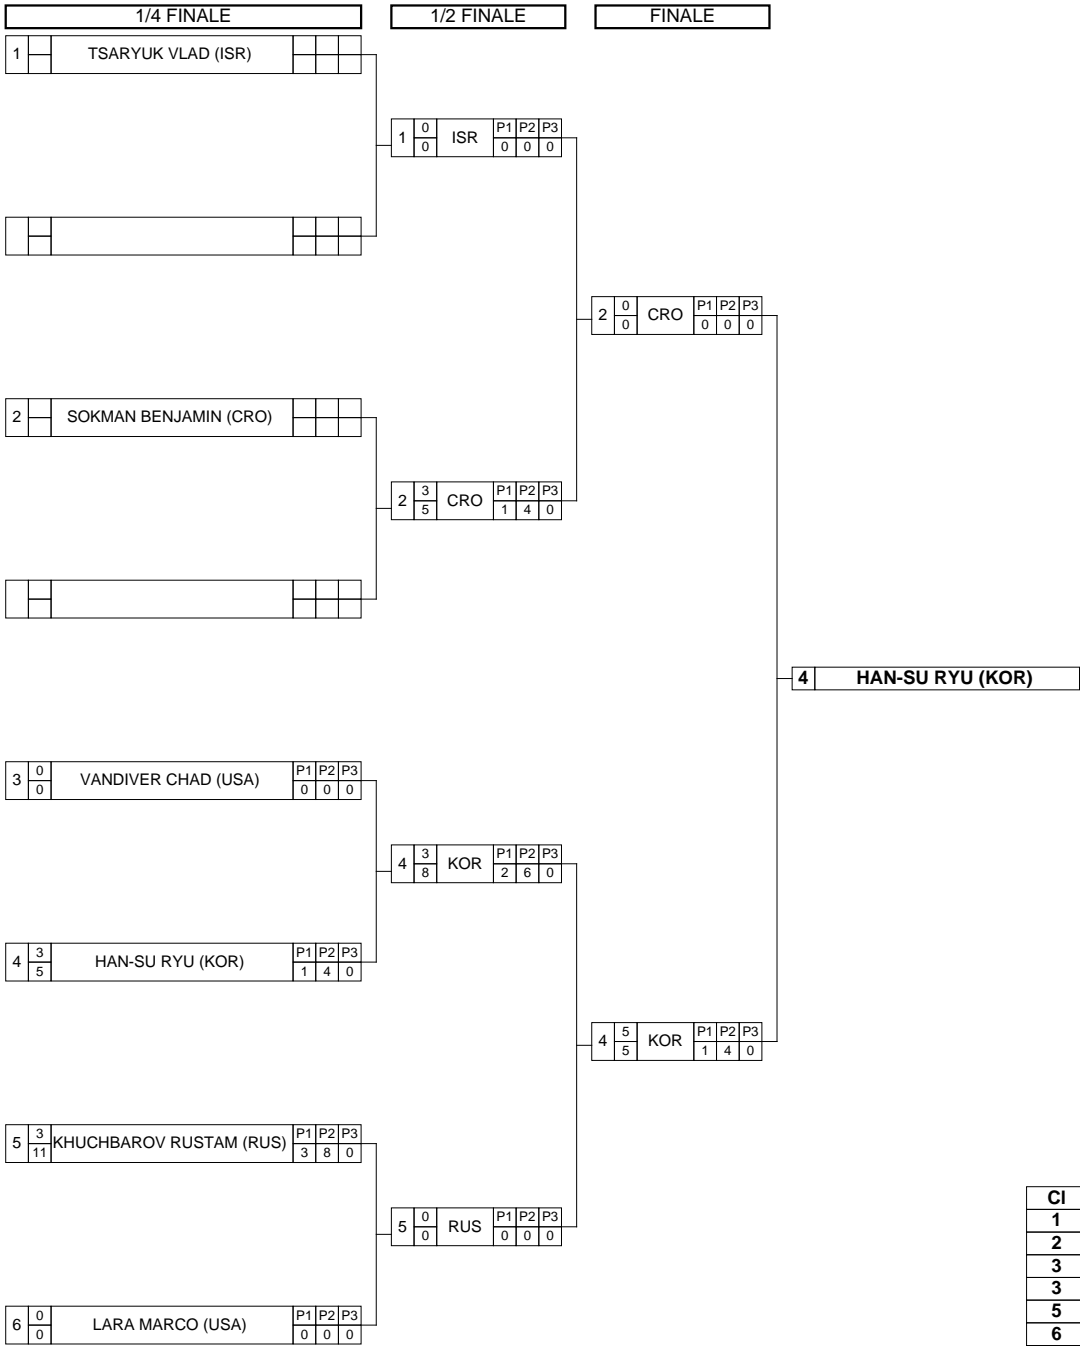 1/4 FINALE 1/2 FINALE FINALE
1 TSARYUK VLAD (ISR)
1 0 ISR P1 P2 P3
0 0 0 0
2 0 CRO P1 P2 P3
0 0 0 0
2 SOKMAN BENJAMIN (CRO)
2 3 CRO P1 P2 P3
5 1 4 0
4 HAN-SU RYU (KOR)
3 0 VANDIVER CHAD (USA) P1 P2 P3
0 0 0 0
4 3 KOR P1 P2 P3
8 2 6 0
4 3 HAN-SU RYU (KOR) P1 P2 P3
5 1 4 0
4 5 KOR P1 P2 P3
5 1 4 0
5 3 KHUCHBAROV RUSTAM (RUS) P1 P2 P3
11 3 8 0
5 0 RUS P1 P2 P3
0 0 0 0
6 0 LARA MARCO (USA) P1 P2 P3
0 0 0 0
Cl
1
2
3
3
5
6